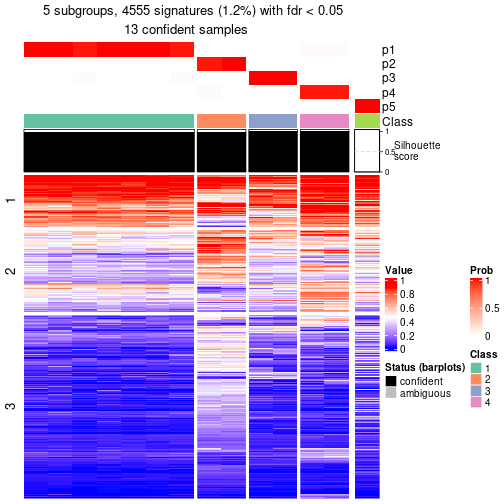 5 subgroups, 4555 signatures (1.2%) with fdr < 0.05
13 confident samples
p1
p2
p3
p4
p5
Class
1
0.5
0
Silhouette
score
1
2
3
Value
1
0.8
0.6
0.4
0.2
0
Status (barplots)
confident
ambiguous
Prob
1
0.5
0
Class
1
2
3
4